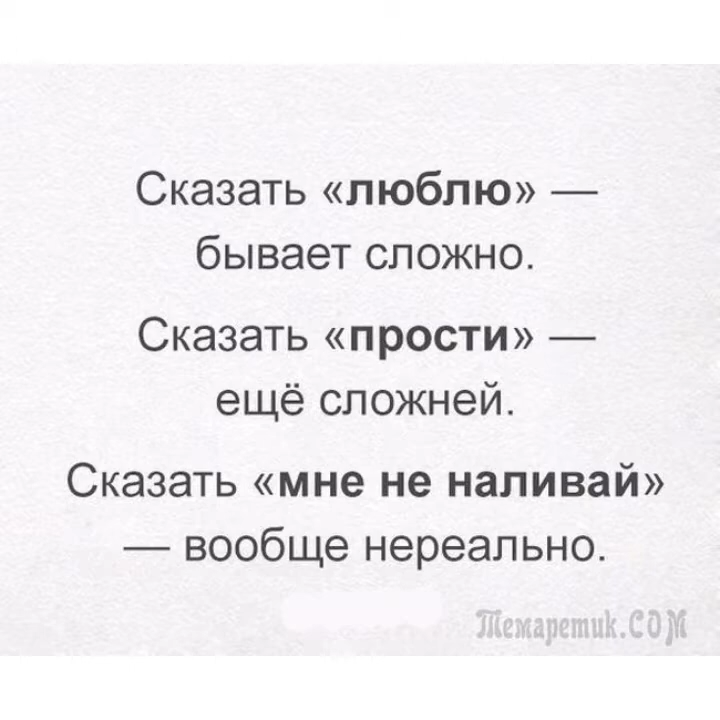 Сказать «люблю» —
бывает сложно.
Сказать «прости» —
ещё сложней.
Сказать «мне не наливай»
— вообще нереально.
Темаретик.COM